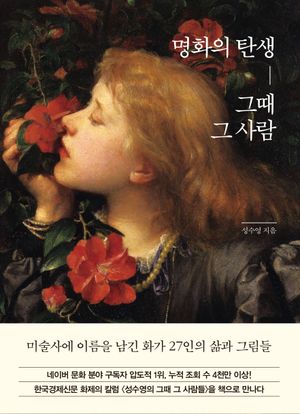 명화의 탄생
그때
그 사람
성수영 지음
미술사에 이름을 남긴 화가 27인의 삶과 그림들
네이버 문화 분야 구독자 압도적 1위, 누적 조회 수 4천만 이상!
한국경제신문 화제의 칼럼 〈성수영의 그때 그 사람들〉을 책으로 만나다